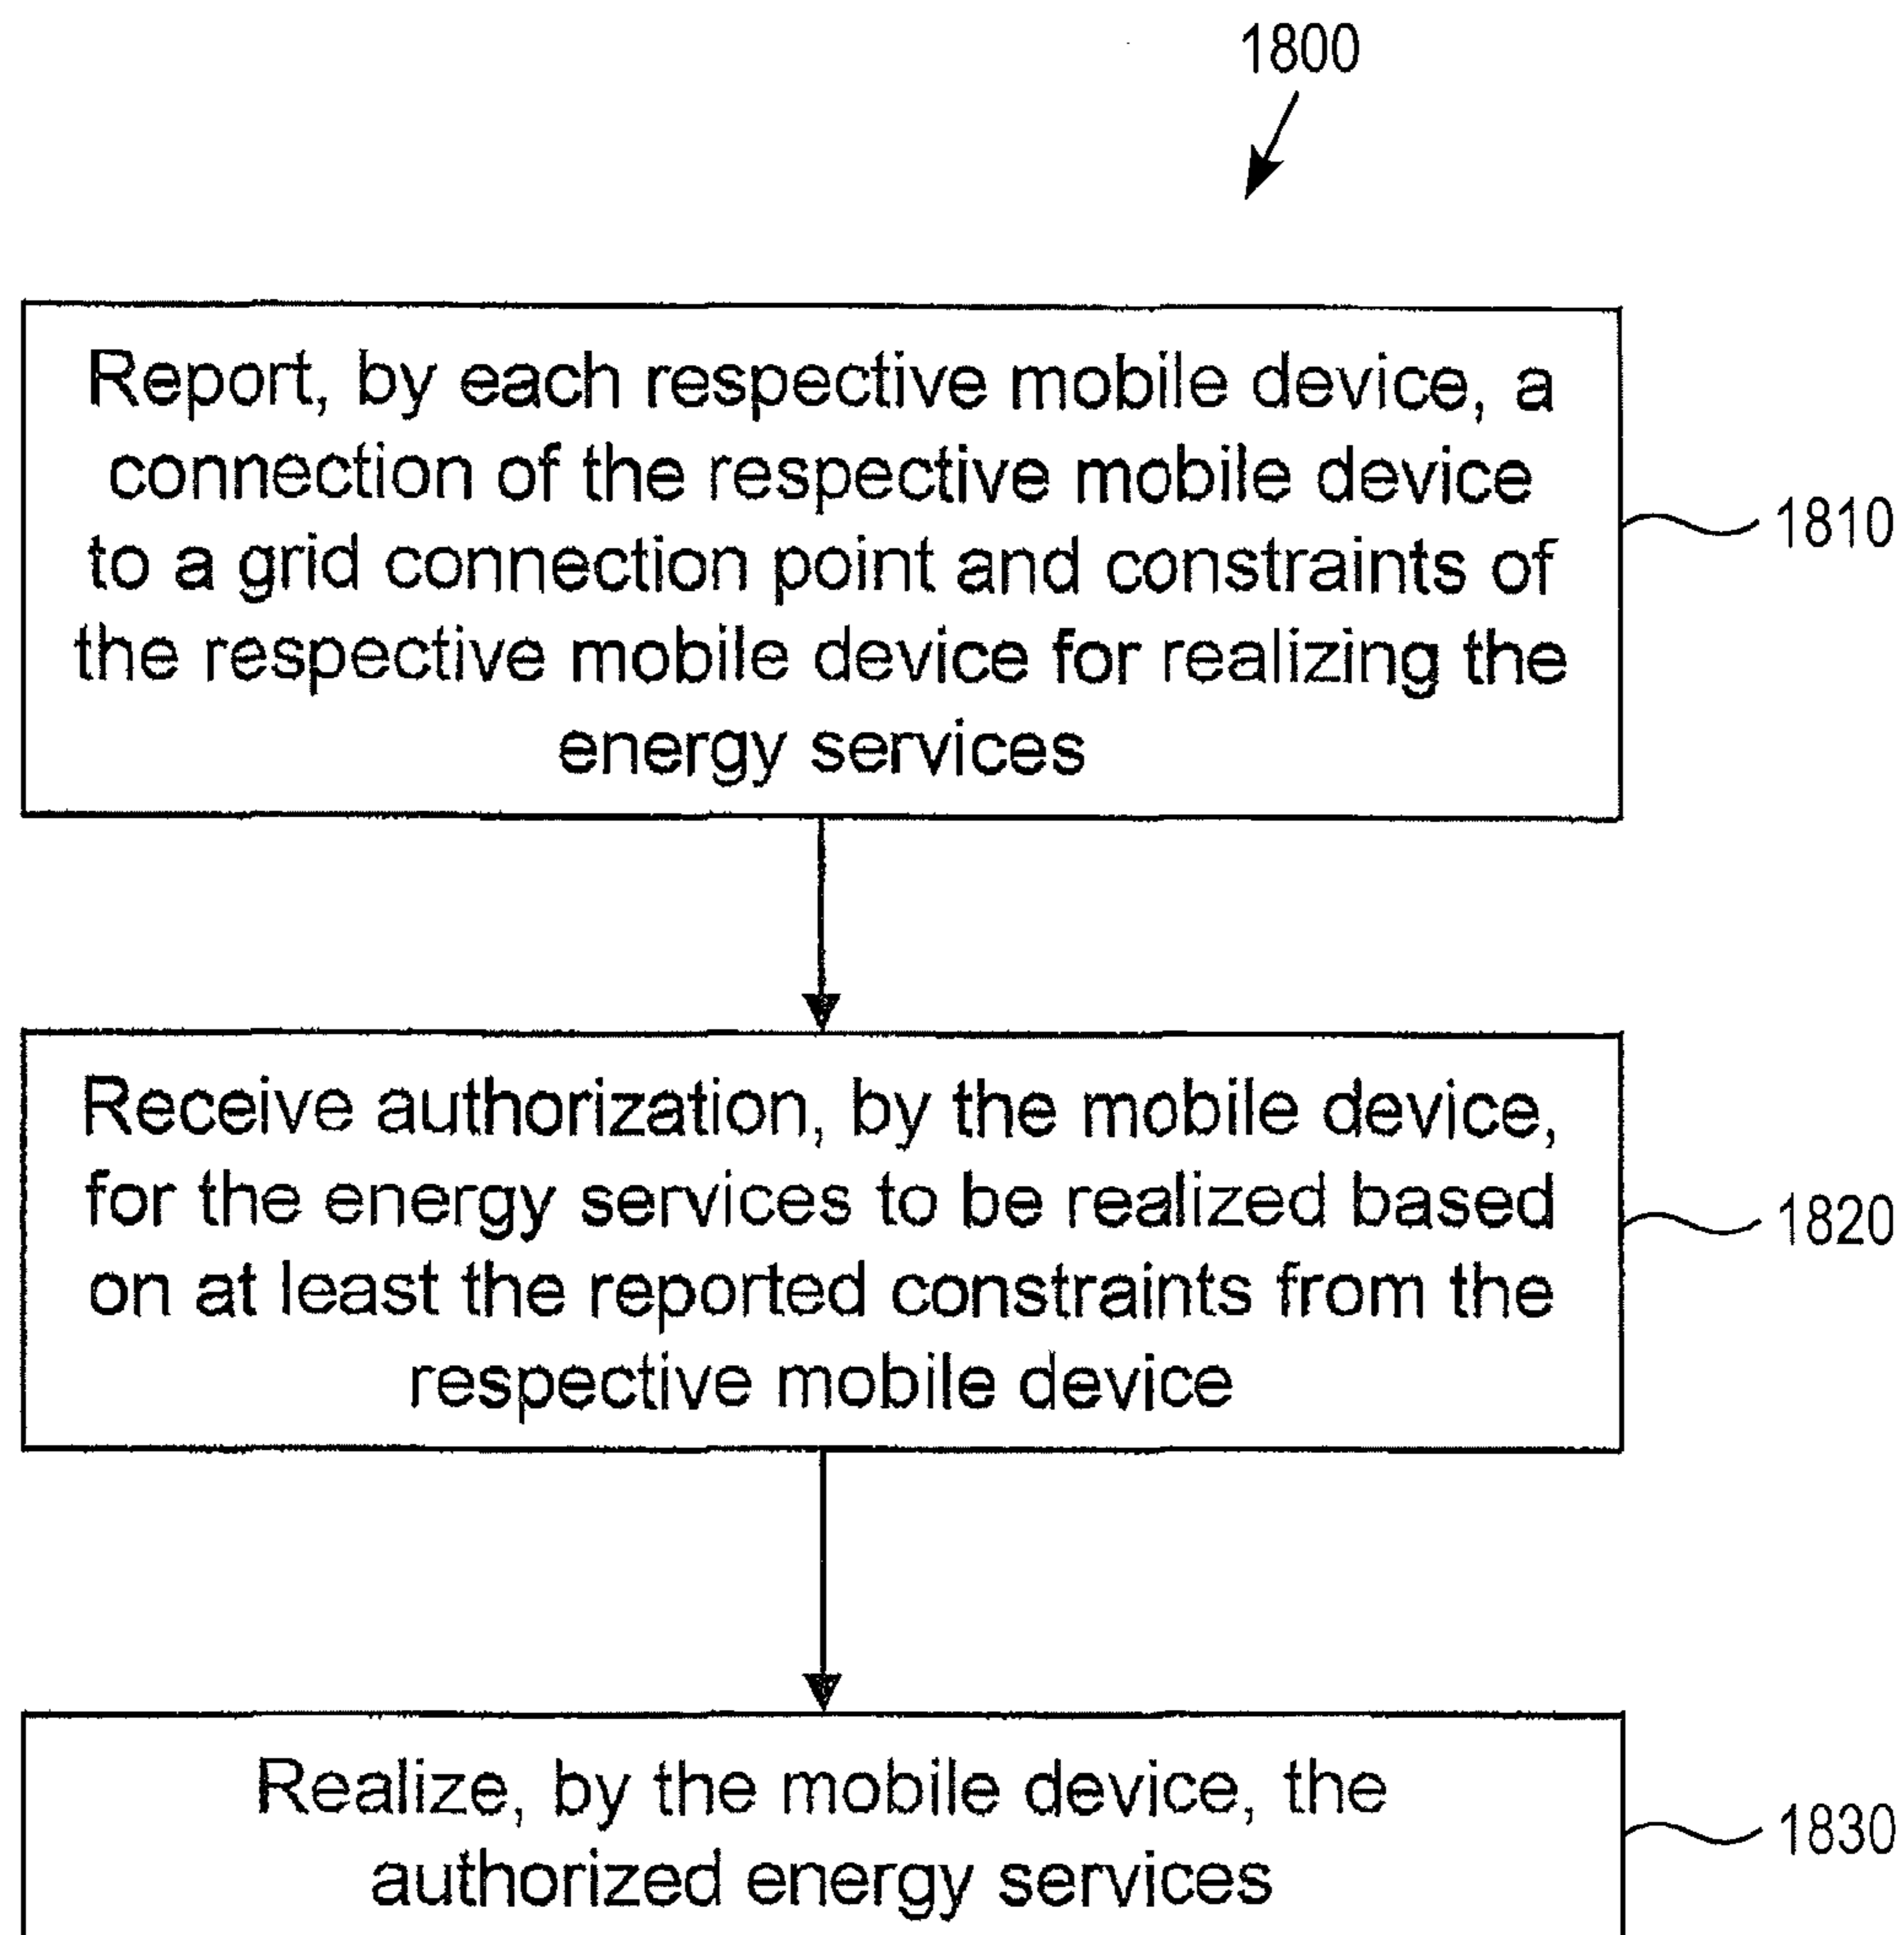 1800
Report, by each respective mobile device, a
connection of the respective mobile device
to a grid connection point and constraints of
the respective mobile device for realizing the
energy services
1810
Receive authorization, by the mobile device,
for the energy services to be realized based
on at least the reported constraints from the
respective mobile device
1820
Realize, by the mobile device, the
authorized energy services
1830